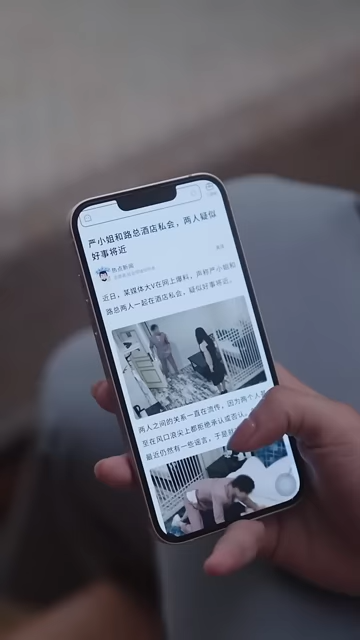 严小姐和路总酒店私会，两人疑似
好事将近
热点新闻
近日，某媒体大V在网上爆料，声称严小姐和
路总两人一起在酒店私会，疑似好事将近。
两人之间的关系一直在流传，因为两个人甚
至在风口浪尖上都拒绝承认或否认。
最近仍然有一些谣言，于是